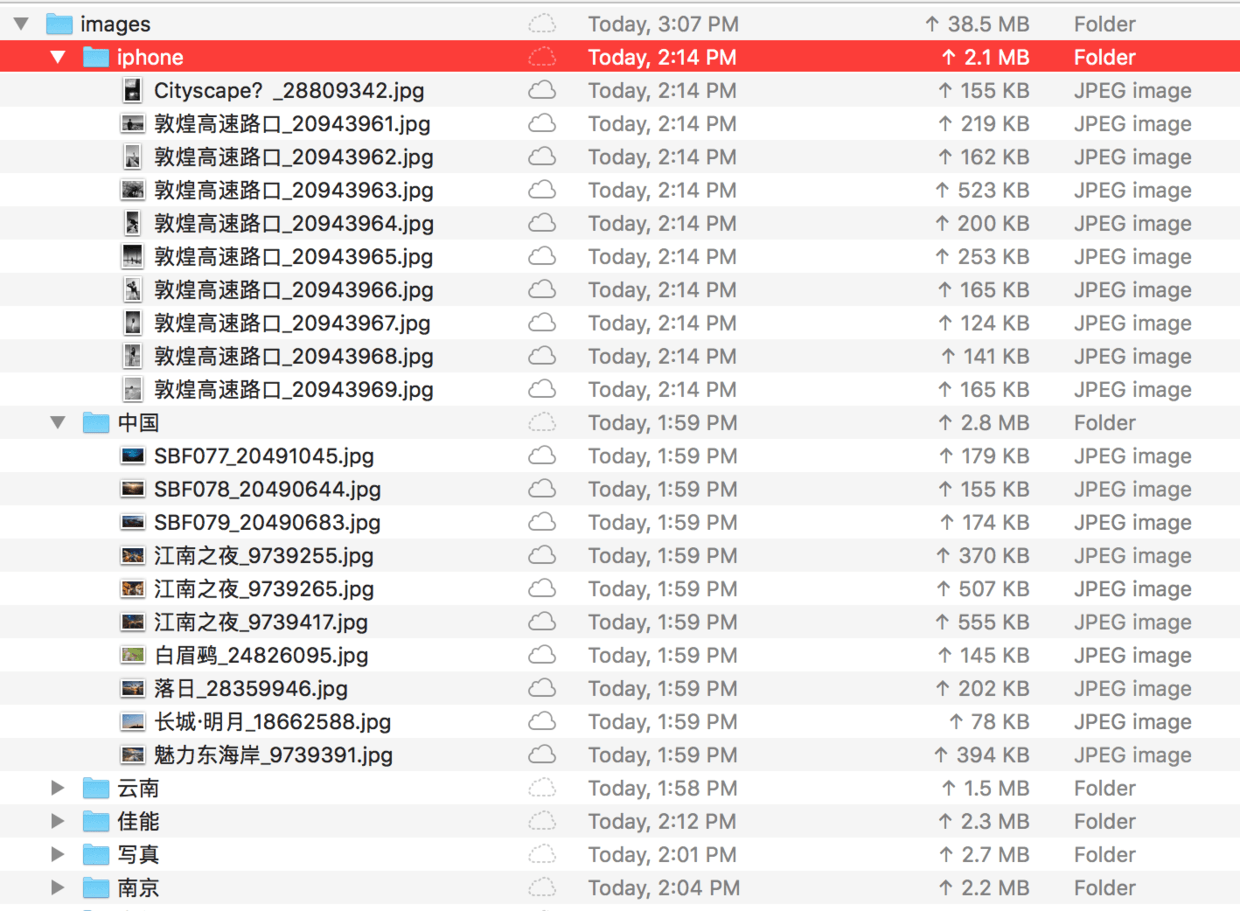 images Today, 3:07 PM ↑ 38.5 MB Folder
iphone Today, 2:14 PM ↑ 2.1 MB Folder
Cityscape? _28809342.jpg Today, 2:14 PM ↑ 155 KB JPEG image
敦煌高速路口_20943961.jpg Today, 2:14 PM ↑ 219 KB JPEG image
敦煌高速路口_20943962.jpg Today, 2:14 PM ↑ 162 KB JPEG image
敦煌高速路口_20943963.jpg Today, 2:14 PM ↑ 523 KB JPEG image
敦煌高速路口_20943964.jpg Today, 2:14 PM ↑ 200 KB JPEG image
敦煌高速路口_20943965.jpg Today, 2:14 PM ↑ 253 KB JPEG image
敦煌高速路口_20943966.jpg Today, 2:14 PM ↑ 165 KB JPEG image
敦煌高速路口_20943967.jpg Today, 2:14 PM ↑ 124 KB JPEG image
敦煌高速路口_20943968.jpg Today, 2:14 PM ↑ 141 KB JPEG image
敦煌高速路口_20943969.jpg Today, 2:14 PM ↑ 165 KB JPEG image
中国 Today, 1:59 PM ↑ 2.8 MB Folder
SBF077_20491045.jpg Today, 1:59 PM ↑ 179 KB JPEG image
SBF078_20490644.jpg Today, 1:59 PM ↑ 155 KB JPEG image
SBF079_20490683.jpg Today, 1:59 PM ↑ 174 KB JPEG image
江南之夜_9739255.jpg Today, 1:59 PM ↑ 370 KB JPEG image
江南之夜_9739265.jpg Today, 1:59 PM ↑ 507 KB JPEG image
江南之夜_9739417.jpg Today, 1:59 PM ↑ 555 KB JPEG image
白眉鹀_24826095.jpg Today, 1:59 PM ↑ 145 KB JPEG image
落日_28359946.jpg Today, 1:59 PM ↑ 202 KB JPEG image
长城·明月_18662588.jpg Today, 1:59 PM ↑ 78 KB JPEG image
魅力东海岸_9739391.jpg Today, 1:59 PM ↑ 394 KB JPEG image
云南 Today, 1:58 PM ↑ 1.5 MB Folder
佳能 Today, 2:12 PM ↑ 2.3 MB Folder
写真 Today, 2:01 PM ↑ 2.7 MB Folder
南京 Today, 2:04 PM ↑ 2.2 MB Folder